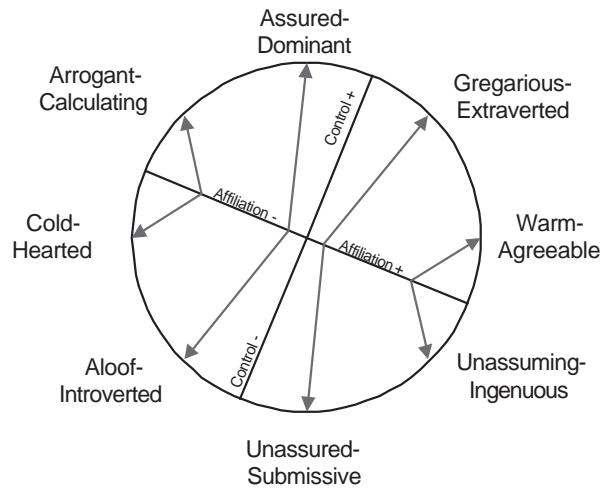 Assured-
Dominant
Arrogant-
Calculating
Gregarious-
Extraverted
Control +
Affiliation -
Cold-
Hearted
Affiliation +
Warm-
Agreeable
Control -
Aloof-
Introverted
Unassuming-
Ingenuous
Unassured-
Submissive